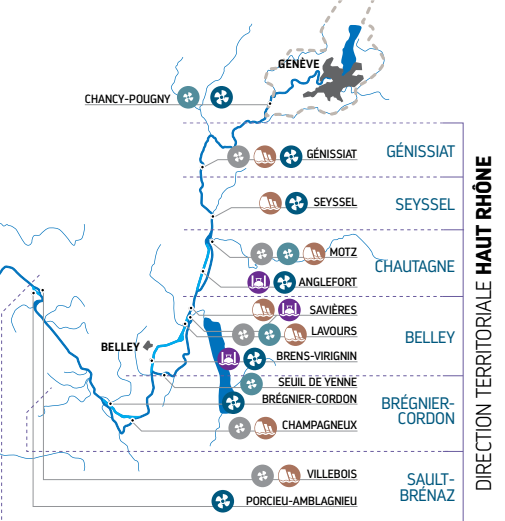 GENÈVE
CHANCY-POUGNY
GÉNISSIAT
GÉNISSIAT
SEYSSEL
SEYSSEL
MOTZ
CHAUTAGNE
ANGLEFORT
SAVIÈRES
LAVOURS
BELLEY
BELLEY
BRENS-VIRIGNIN
SEUIL DE YENNE
BRÉGNIER-CORDON
BRÉGNIER-
CORDON
CHAMPAGNEUX
VILLEBOIS
SAULT-
BRÉNAZ
PORCIEU-AMBLAGNIEU
DIRECTION TERRITORIALE HAUT RHÔNE